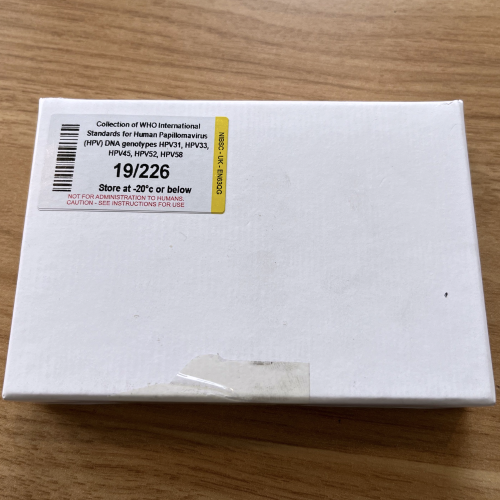 Collection of WHO International
Standards for Human Papillomavirus
(HPV) DNA genotypes HPV31, HPV33,
HPV45, HPV52, HPV58
19/226
Store at -20°c or below
NOT FOR ADMINISTRATION TO HUMANS.
CAUTION - SEE INSTRUCTIONS FOR USE
NIBSC - UK - EN63QG